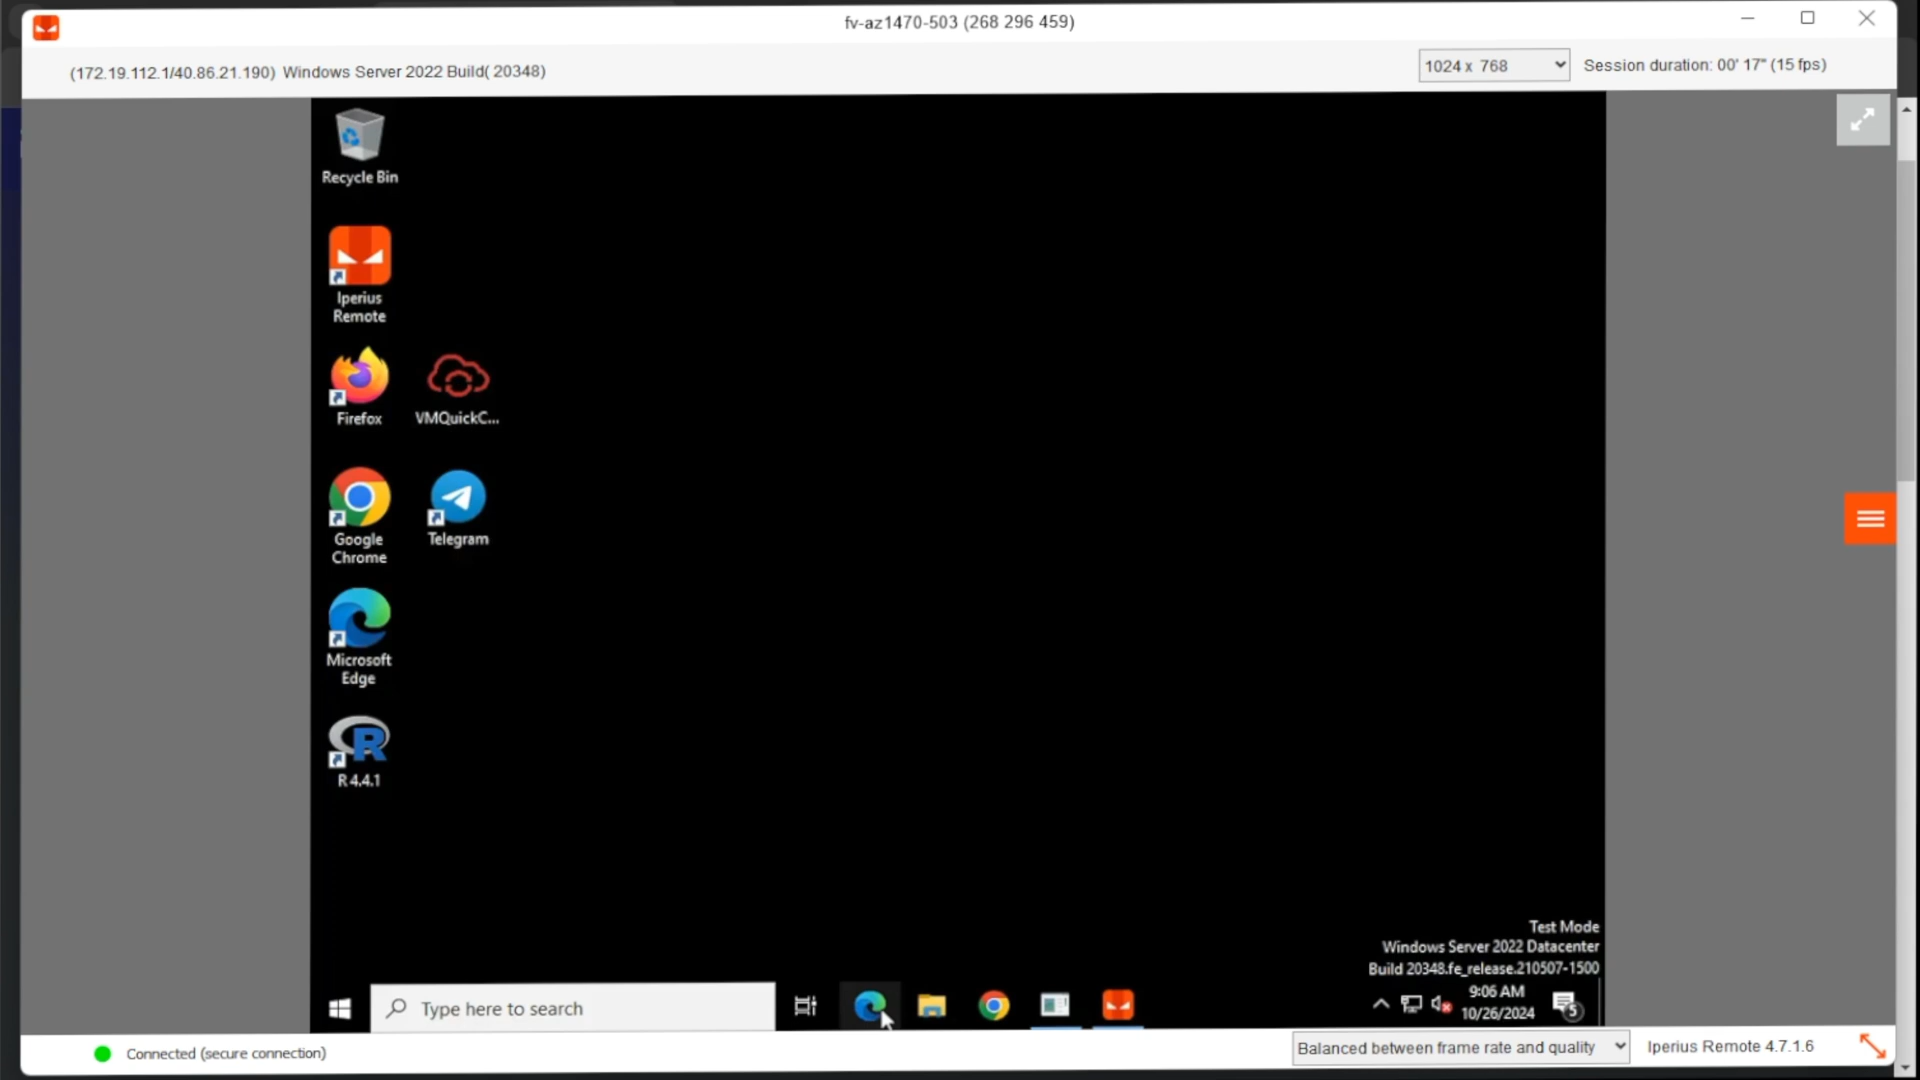 fv-az1470-503 (268 296 459)
(172.19.112.1/40.86.21.190) Windows Server 2022 Build( 20348)
1024 x 768
Session duration: 00' 17" (15 fps)
Recycle Bin
Iperius
Remote
Firefox
VMQuickC...
Google
Chrome
Telegram
Microsoft
Edge
R 4.4.1
Test Mode
Windows Server 2022 Datacenter
Build 20348.fe_release.210507-1500
Type here to search
9:06 AM
10/26/2024
5
Connected (secure connection)
Balanced between frame rate and quality
Iperius Remote 4.7.1.6